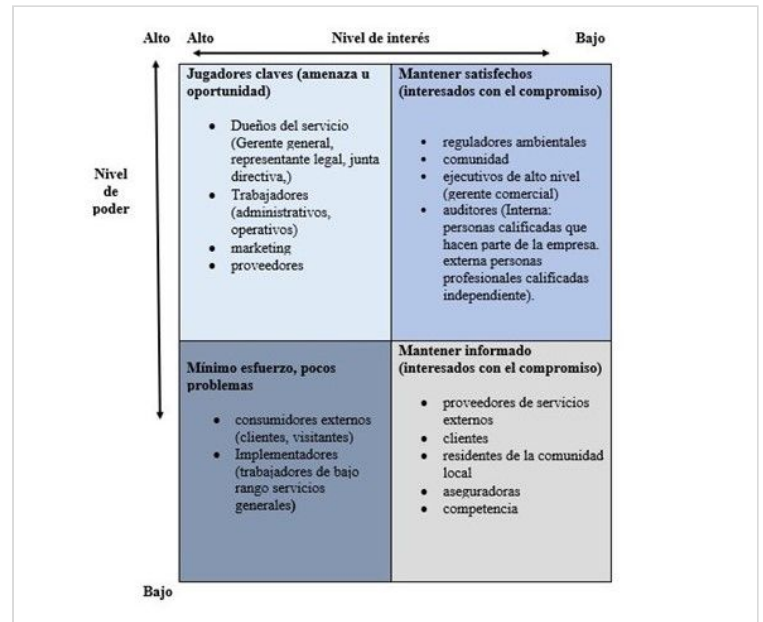 Alto Alto Nivel de interés Bajo
Jugadores claves (amenaza u
oportunidad)
• Dueños del servicio
(Gerente general,
representante legal, junta
directiva,)
• Trabajadores
(administrativos,
operativos)
• marketing
• proveedores
Mantener satisfechos
(interesados con el compromiso)
• reguladores ambientales
• comunidad
• ejecutivos de alto nivel
(gerente comercial)
• auditores (Interna:
personas calificadas que
hacen parte de la empresa.
externa personas
profesionales calificadas
independiente).
Nivel
de
poder
Mínimo esfuerzo, pocos
problemas
• consumidores externos
(clientes, visitantes)
• Implementadores
(trabajadores de bajo
rango servicios
generales)
Mantener informado
(interesados con el compromiso)
• proveedores de servicios
externos
• clientes
• residentes de la comunidad
local
• aseguradoras
• competencia
Bajo